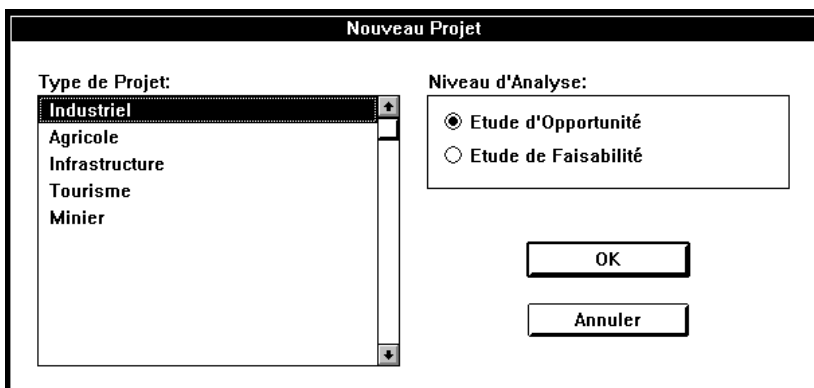 Nouveau Projet
Type de Projet:
Industriel
Agricole
Infrastructure
Tourisme
Minier
Niveau d'Analyse:
Etude d'Opportunité
Etude de Faisabilité
OK
Annuler